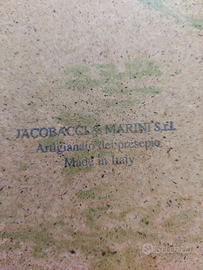 JACOBACCI & MARINI S.r.l.
Artigianato del presepio
Made in Italy